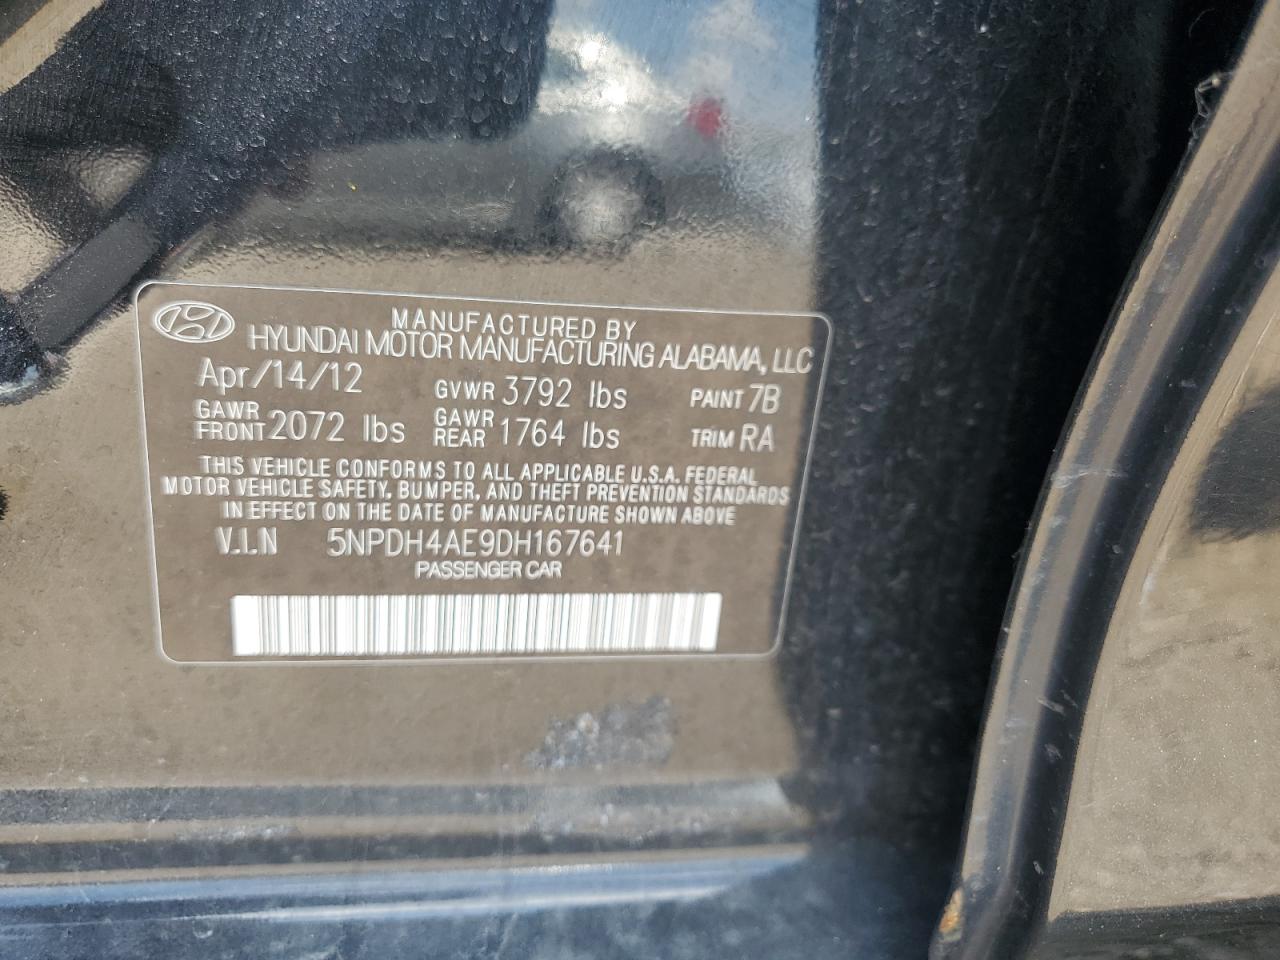 MANUFACTURED BY
HYUNDAI MOTOR MANUFACTURING ALABAMA, LLC
Apr/14/12 GVWR 3792 lbs PAINT 7B
GAWR FRONT 2072 lbs GAWR REAR 1764 lbs TRIM RA
THIS VEHICLE CONFORMS TO ALL APPLICABLE U.S.A. FEDERAL
MOTOR VEHICLE SAFETY, BUMPER, AND THEFT PREVENTION STANDARDS
IN EFFECT ON THE DATE OF MANUFACTURE SHOWN ABOVE
V.I.N 5NPDH4AE9DH167641
PASSENGER CAR